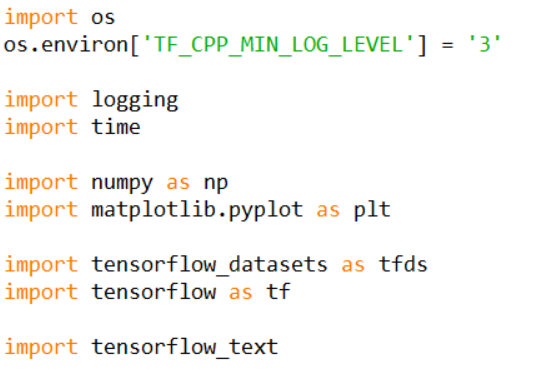 import os
os.environ['TF_CPP_MIN_LOG_LEVEL'] = '3'
import logging
import time
import numpy as np
import matplotlib.pyplot as plt
import tensorflow_datasets as tfds
import tensorflow as tf
import tensorflow_text